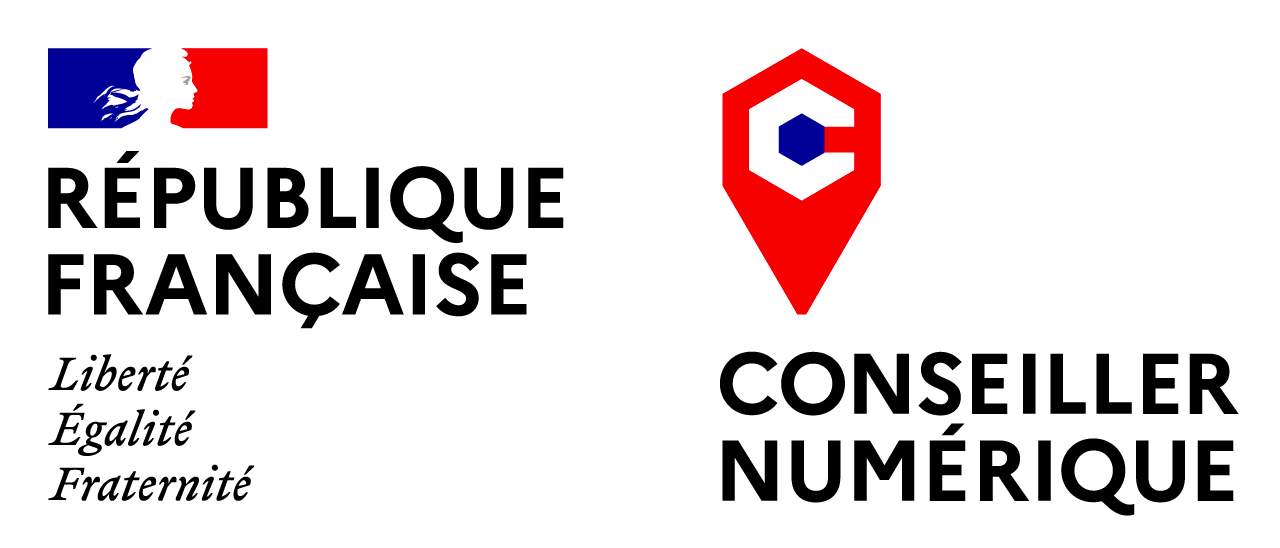 RÉPUBLIQUE
FRANÇAISE
Liberté
Égalité
Fraternité
CONSEILLER
NUMÉRIQUE